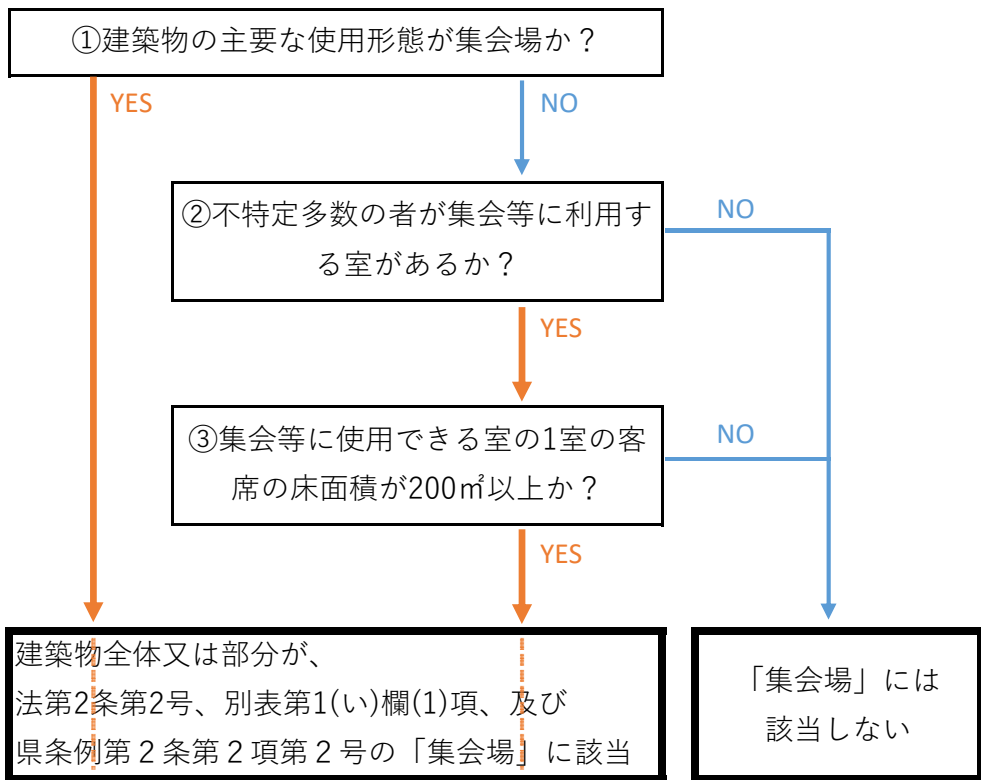 ①建築物の主要な使用形態が集会場か？
YES
NO
②不特定多数の者が集会等に利用す
る室があるか？
NO
YES
③集会等に使用できる室の1室の客
席の床面積が200㎡以上か？
NO
YES
建築物全体又は部分が、
法第2条第2号、別表第1(い)欄(1)項、及び
県条例第２条第２項第２号の「集会場」に該当
「集会場」には
該当しない